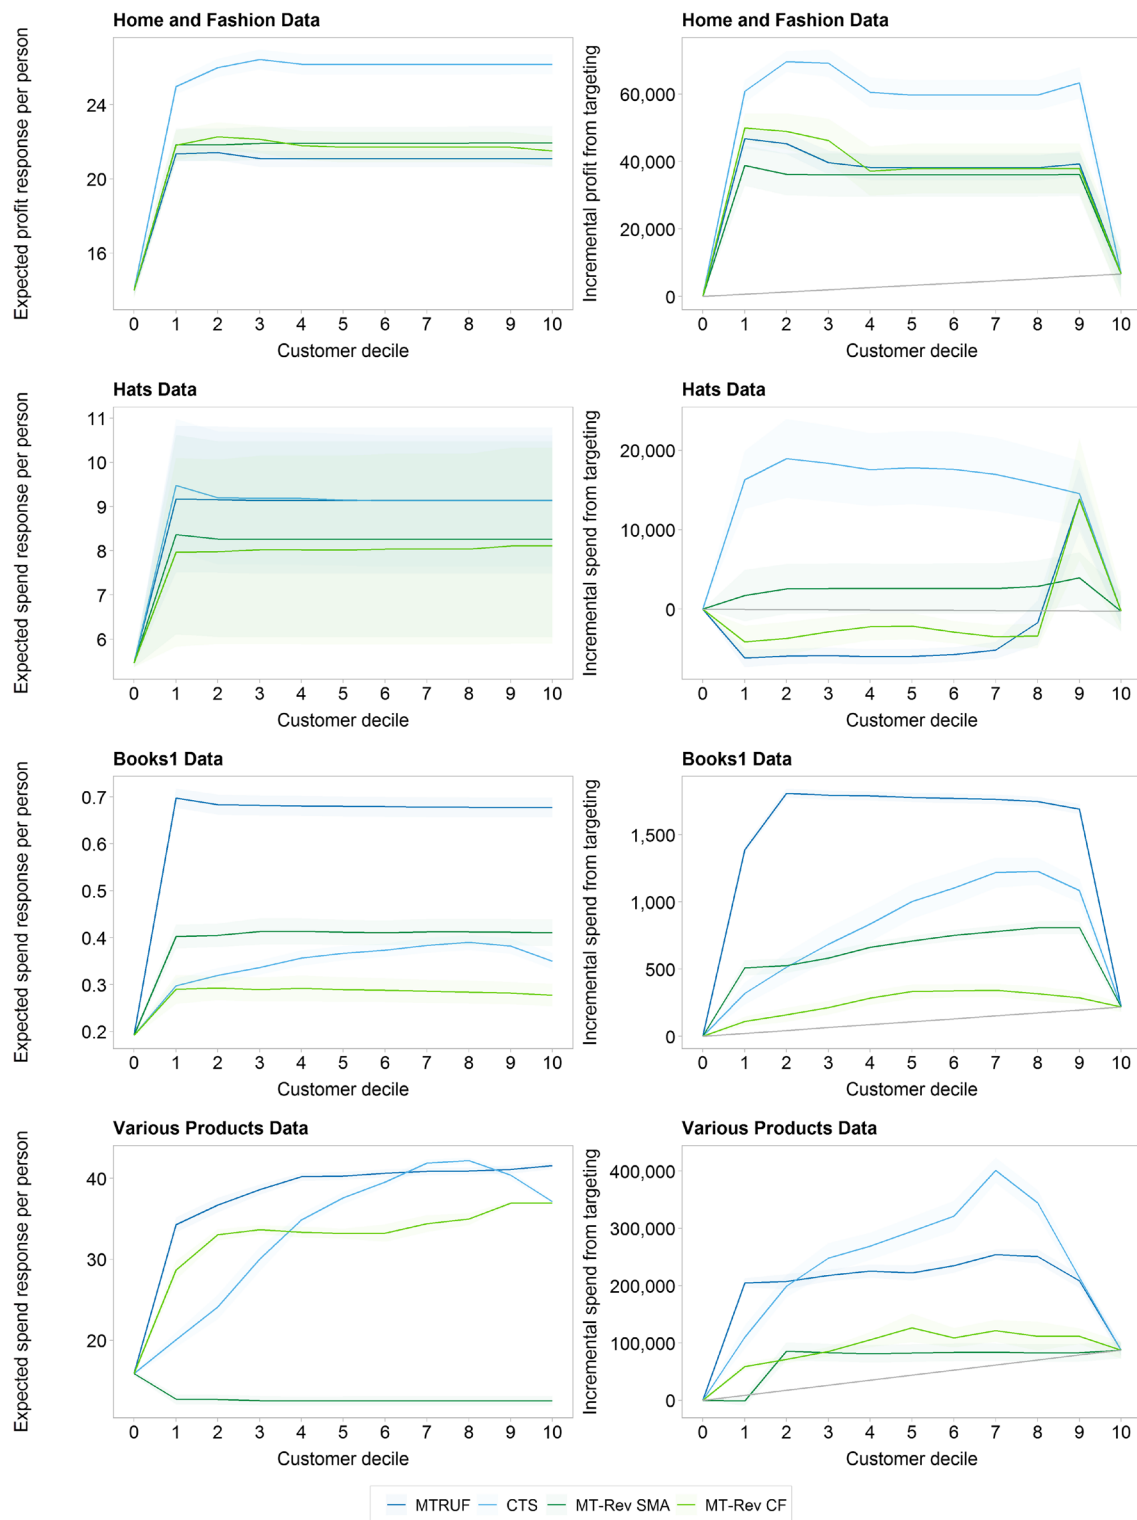 Home and Fashion Data
Expected profit response per person
24
20
16
0 1 2 3 4 5 6 7 8 9 10
Customer decile
Home and Fashion Data
Incremental profit from targeting
60,000
40,000
20,000
0
0 1 2 3 4 5 6 7 8 9 10
Customer decile
Hats Data
Expected spend response per person
11
10
9
8
7
6
0 1 2 3 4 5 6 7 8 9 10
Customer decile
Hats Data
Incremental spend from targeting
20,000
10,000
0
0 1 2 3 4 5 6 7 8 9 10
Customer decile
Books1 Data
Expected spend response per person
0.7
0.6
0.5
0.4
0.3
0.2
0 1 2 3 4 5 6 7 8 9 10
Customer decile
Books1 Data
Incremental spend from targeting
1,500
1,000
500
0
0 1 2 3 4 5 6 7 8 9 10
Customer decile
Various Products Data
Expected spend response per person
40
30
20
0 1 2 3 4 5 6 7 8 9 10
Customer decile
Various Products Data
Incremental spend from targeting
400,000
300,000
200,000
100,000
0
0 1 2 3 4 5 6 7 8 9 10
Customer decile
MTRUF CTS MT-Rev SMA MT-Rev CF